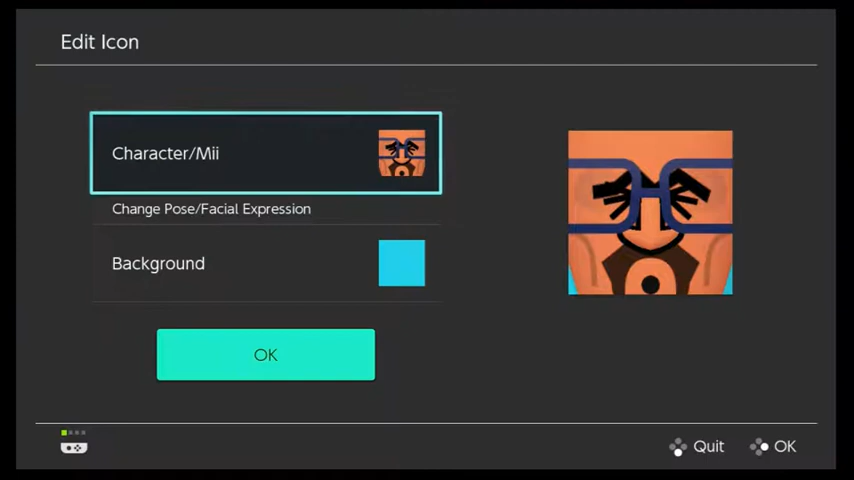 Edit Icon
Character/Mii
Change Pose/Facial Expression
Background
OK
Quit
OK